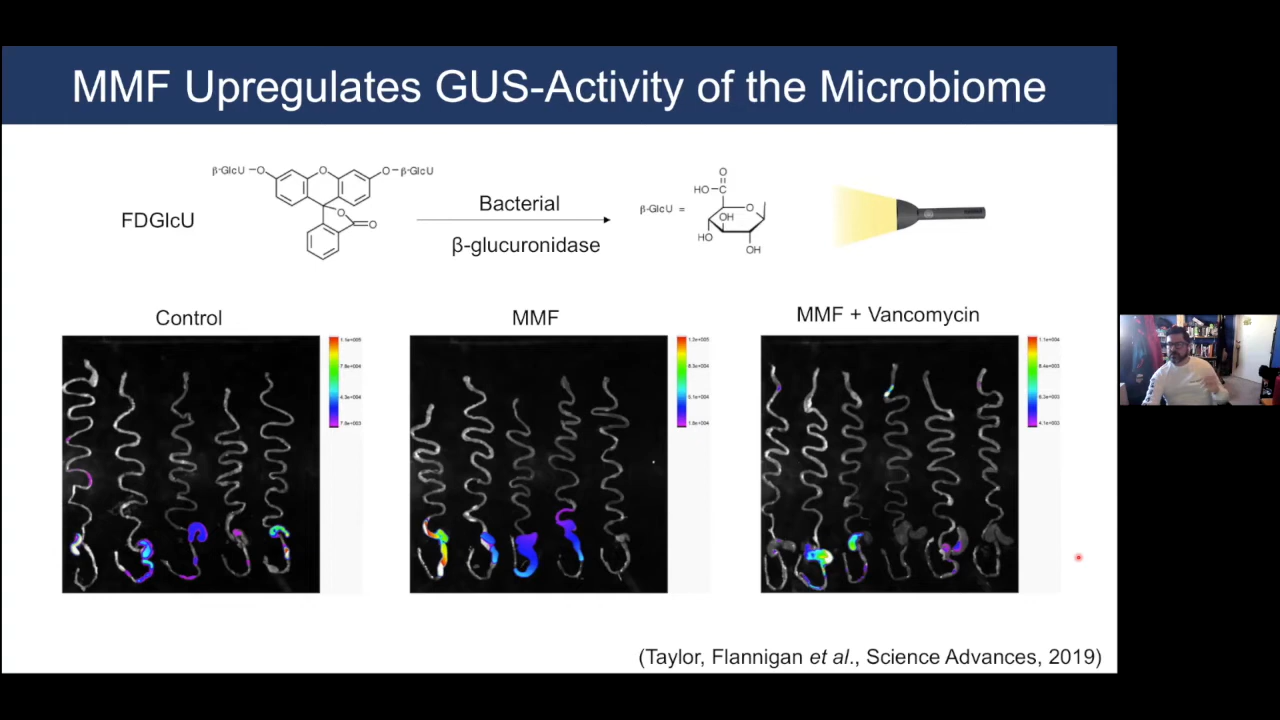 MMF Upregulates GUS-Activity of the Microbiome
FDGlcU
β-GlcU
O
O
O
β-GlcU
O
O
Bacterial
β-glucuronidase
β-GlcU =
O
HO
O
OH
HO
OH
Control
MMF
MMF + Vancomycin
(Taylor, Flannigan et al., Science Advances, 2019)